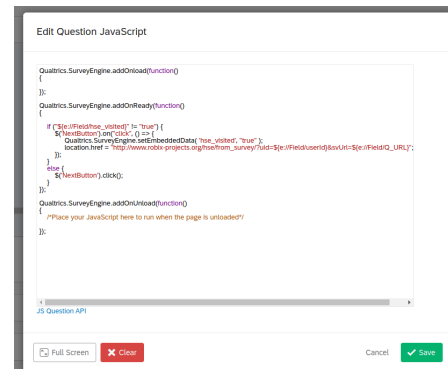 Edit Question JavaScript
Qualtrics.SurveyEngine.addOnload(function()
{
});
Qualtrics.SurveyEngine.addOnReady(function()
{
if ("${e://Field/hse_visited}" != "true") {
$('NextButton').on("click", () => {
Qualtrics.SurveyEngine.setEmbeddedData( 'hse_visited', "true" );
location.href = "http://www.robix-projects.org/hse/from_survey/?uid=${e://Field/userId}&svUrl=${e://Field/Q_URL}";
});
}
else {
$('NextButton').click();
}
});
Qualtrics.SurveyEngine.addOnUnload(function()
{
/*Place your JavaScript here to run when the page is unloaded*/
});
JS Question API
Full Screen
Clear
Cancel
Save